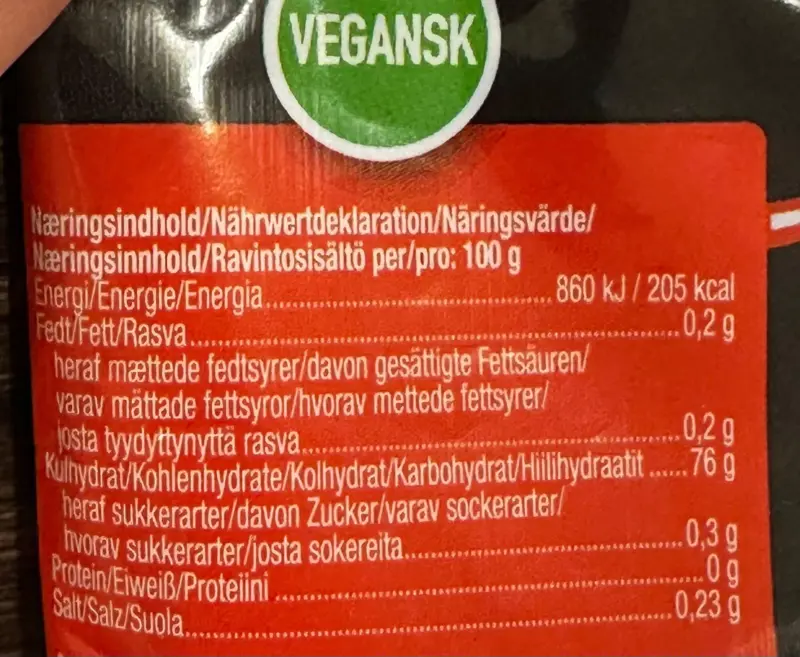 VEGANSK
Næringsindhold/Nährwertdeklaration/Näringsvärde/
Næringsinnhold/Ravintosisältö per/pro: 100 g
Energi/Energie/Energia.......... 860 kJ / 205 kcal
Fedt/Fett/Rasva..........0,2 g
heraf mættede fedtsyrer/davon gesättigte Fettsäuren/
varav mättade fettsyror/hvorav mettede fettsyrer/
josta tyydyttynyttä rasva..........0,2 g
Kulhydrat/Kohlenhydrate/Kolhydrat/Karbohydrat/Hiilihydraatit ......76 g
heraf sukkerarter/davon Zucker/varav sockerarter/
hvorav sukkerarter/josta sokereita..........0,3 g
Protein/Eiweiß/Proteiini ..........0 g
Salt/Salz/Suola..........0,23 g